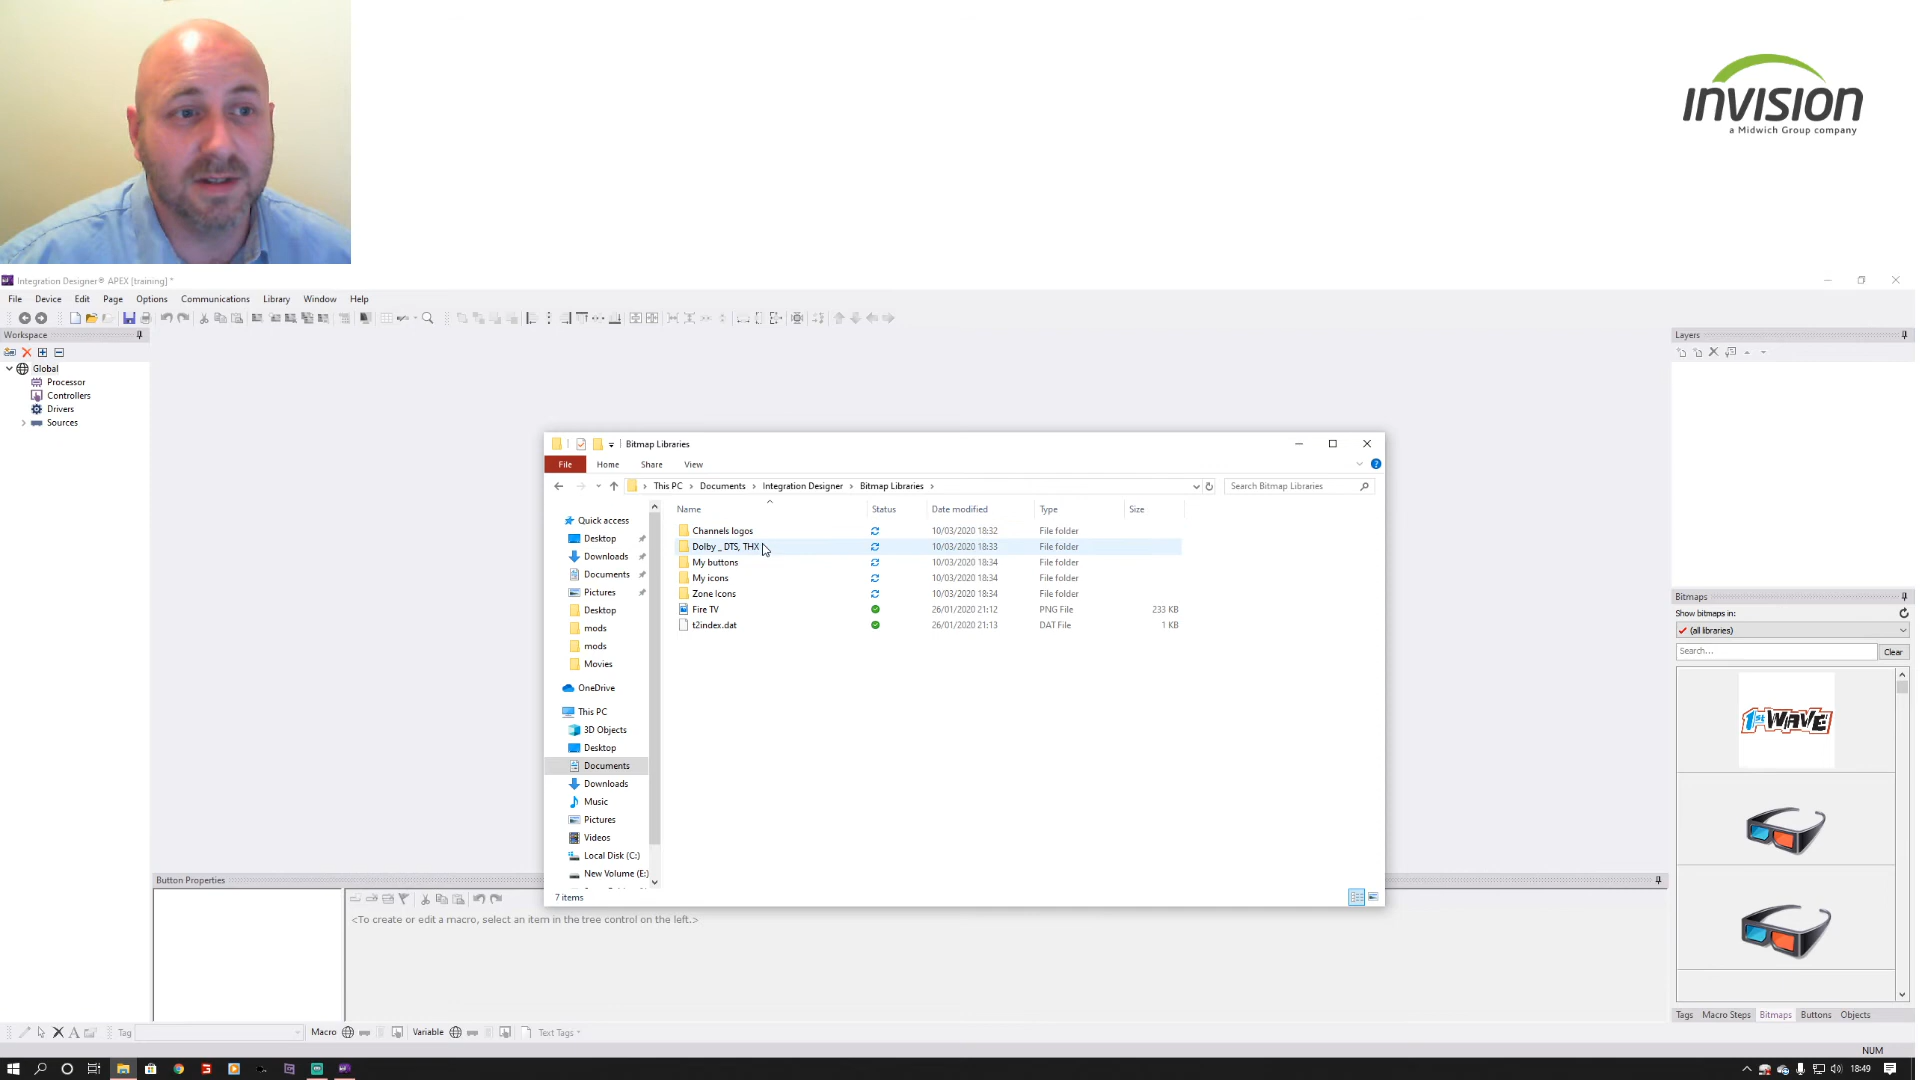 invision
a Midwich Group company
Integration Designer® APEX [training] *
File Device Edit Page Options Communications Library Window Help
Workspace
Global
Processor
Controllers
Drivers
Sources
Layers
Bitmap Libraries
File Home Share View
This PC > Documents > Integration Designer > Bitmap Libraries >
Search Bitmap Libraries
Name Status Date modified Type Size
Channels logos 10/03/2020 18:32 File folder
Dolby _ DTS, THX 10/03/2020 18:33 File folder
My buttons 10/03/2020 18:34 File folder
My icons 10/03/2020 18:34 File folder
Zone Icons 10/03/2020 18:34 File folder
Fire TV 26/01/2020 21:12 PNG File 233 KB
t2index.dat 26/01/2020 21:13 DAT File 1 KB
Quick access
Desktop
Downloads
Documents
Pictures
Desktop
mods
mods
Movies
OneDrive
This PC
3D Objects
Desktop
Documents
Downloads
Music
Pictures
Videos
Local Disk (C:)
New Volume (E:)
7 items
Bitmaps
Show bitmaps in:
(all libraries)
Search... Clear
1st WAVE
Tags Macro Steps Bitmaps Buttons Objects
Button Properties
<To create or edit a macro, select an item in the tree control on the left.>
Tag Macro Variable Text Tags
NUM
18:49